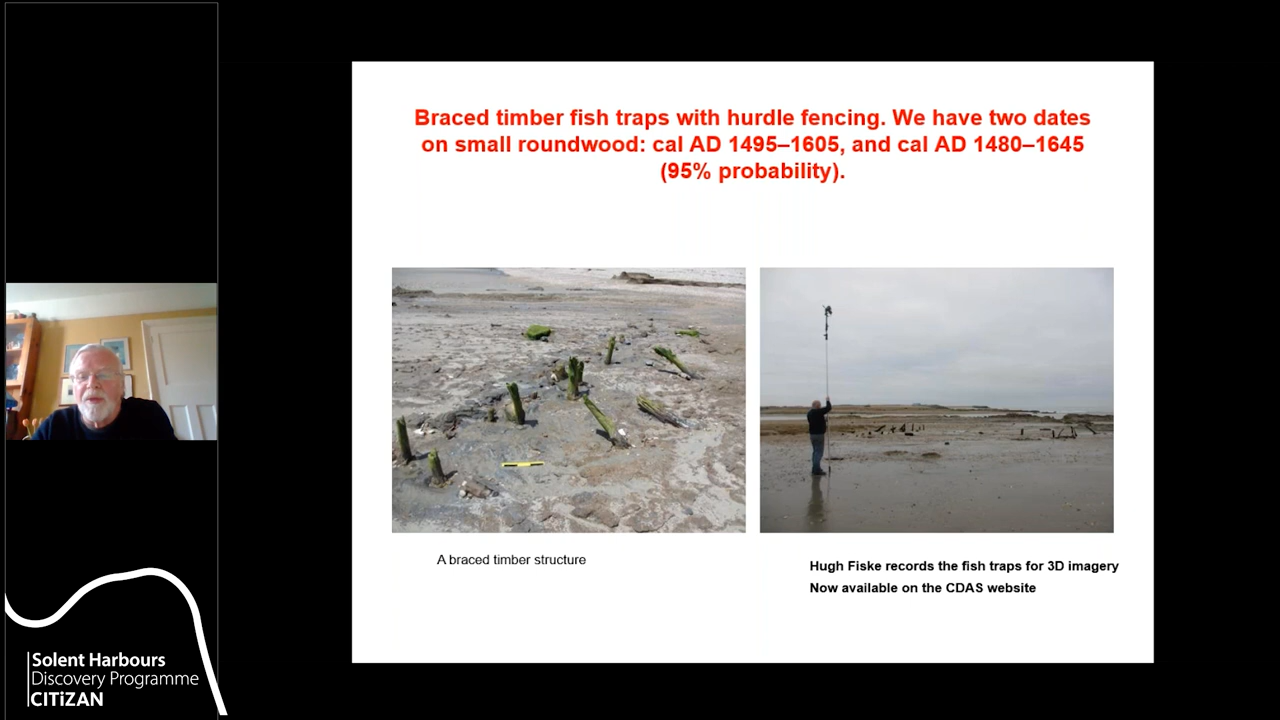 Braced timber fish traps with hurdle fencing. We have two dates
on small roundwood: cal AD 1495–1605, and cal AD 1480–1645
(95% probability).
A braced timber structure
Hugh Fiske records the fish traps for 3D imagery
Now available on the CDAS website
Solent Harbours
Discovery Programme
CITiZAN